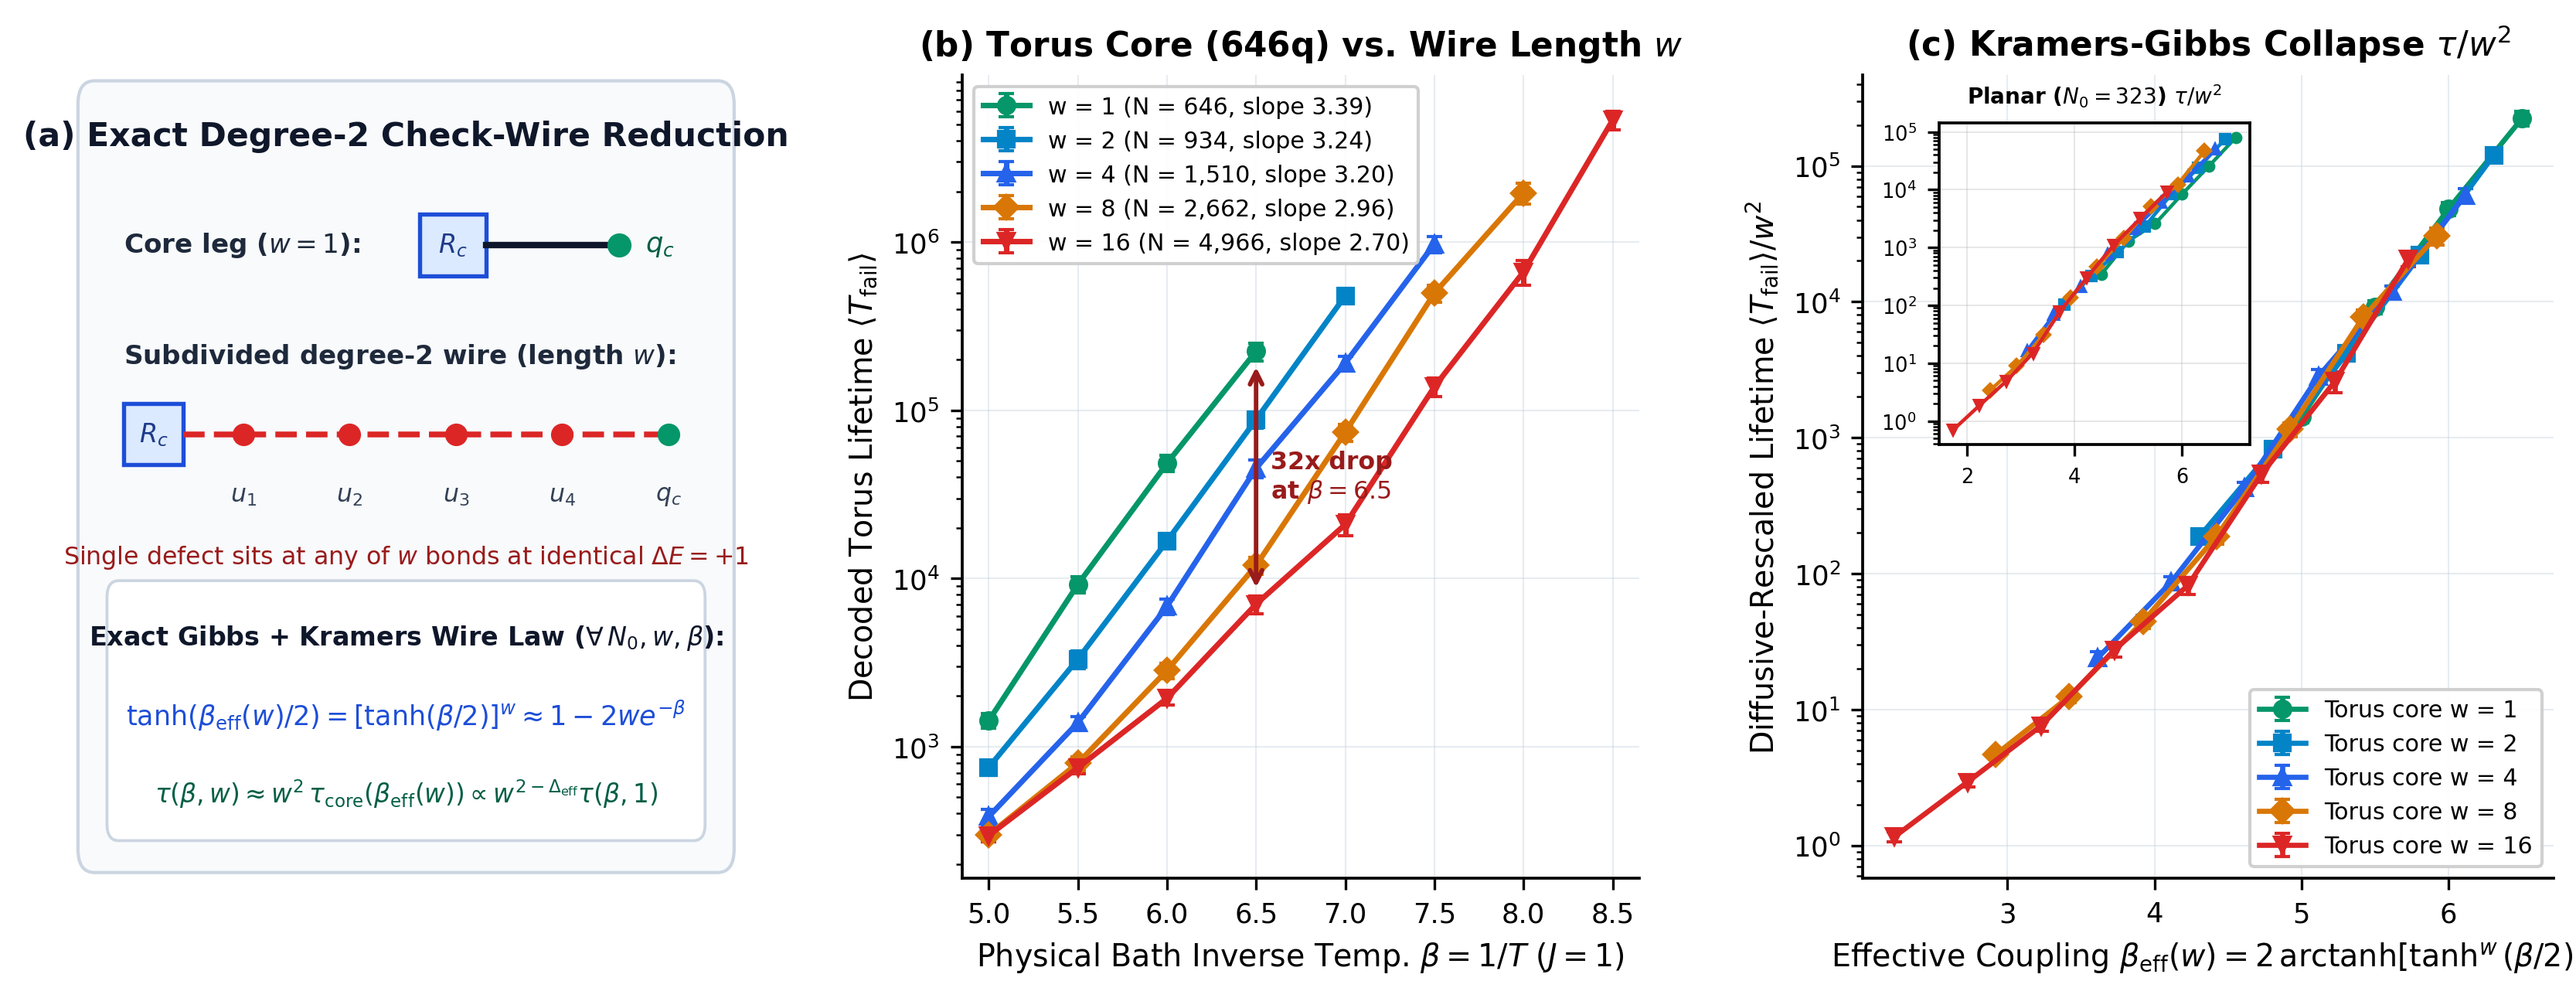 (a) Exact Degree-2 Check-Wire Reduction
Core leg (w = 1):
R_c
q_c
Subdivided degree-2 wire (length w):
R_c
u_1 u_2 u_3 u_4 q_c
Single defect sits at any of w bonds at identical ΔE = +1
Exact Gibbs + Kramers Wire Law (∀ N_0, w, β):
tanh(β_eff(w)/2) = [tanh(β/2)]^w ≈ 1 − 2we^{−β}
τ(β, w) ≈ w^2 τ_core(β_eff(w)) ∝ w^{2 − Δ_eff} τ(β, 1)
(b) Torus Core (646q) vs. Wire Length w
w = 1 (N = 646, slope 3.39)
w = 2 (N = 934, slope 3.24)
w = 4 (N = 1,510, slope 3.20)
w = 8 (N = 2,662, slope 2.96)
w = 16 (N = 4,966, slope 2.70)
32x drop
at β = 6.5
Decoded Torus Lifetime ⟨T_fail⟩
10^6
10^5
10^4
10^3
5.0 5.5 6.0 6.5 7.0 7.5 8.0 8.5
Physical Bath Inverse Temp. β = 1/T (J = 1)
(c) Kramers-Gibbs Collapse τ/w^2
Planar (N_0 = 323) τ/w^2
10^5
10^4
10^3
10^2
10^1
10^0
2 4 6
Diffusive-Rescaled Lifetime ⟨T_fail⟩/w^2
10^5
10^4
10^3
10^2
10^1
10^0
Torus core w = 1
Torus core w = 2
Torus core w = 4
Torus core w = 8
Torus core w = 16
3 4 5 6
Effective Coupling β_eff(w) = 2 arctanh[tanh^w (β/2)